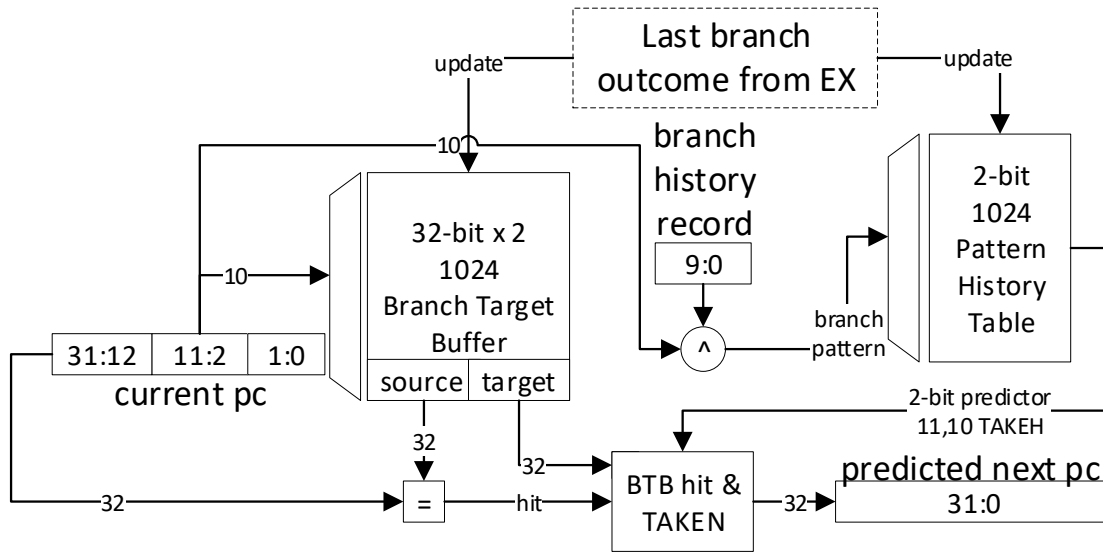 Last branch
outcome from EX
update
update
10
branch
history
record
9:0
32-bit x 2
1024
Branch Target
Buffer
source
target
2-bit
1024
Pattern
History
Table
10
31:12
11:2
1:0
current pc
^
branch
pattern
2-bit predictor
11,10 TAKEH
32
32
32
=
hit
BTB hit &
TAKEN
32
predicted next pc
31:0